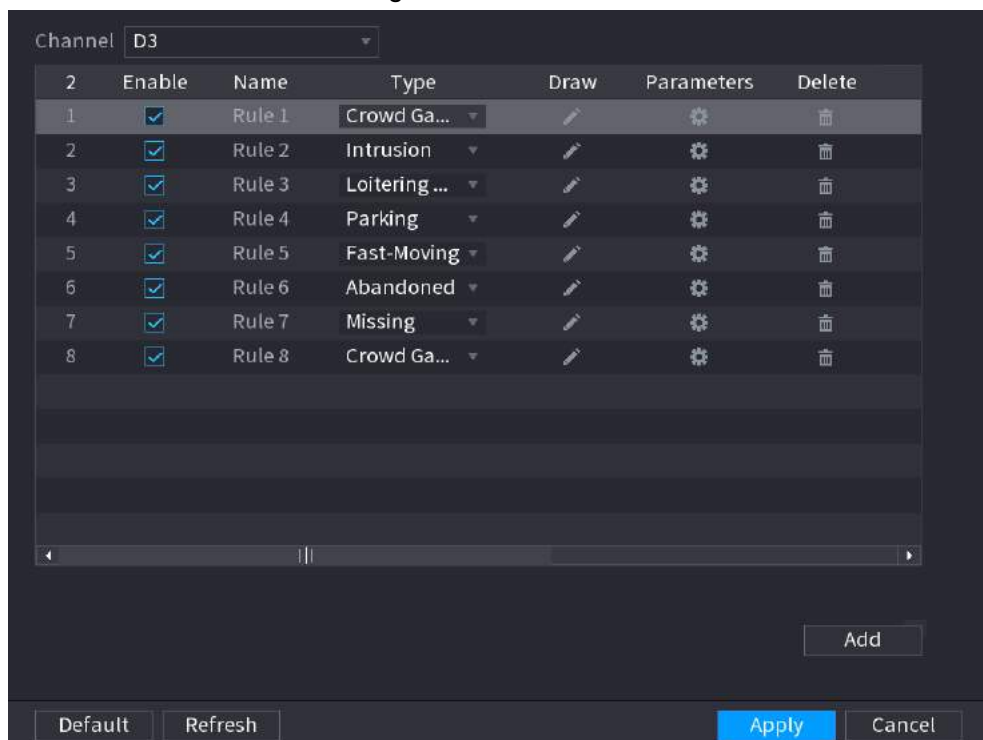 Channel D3
2 Enable Name Type Draw Parameters Delete
1 Rule 1 Crowd Ga...
2 Rule 2 Intrusion
3 Rule 3 Loitering ...
4 Rule 4 Parking
5 Rule 5 Fast-Moving
6 Rule 6 Abandoned
7 Rule 7 Missing
8 Rule 8 Crowd Ga...
Add
Default Refresh Apply Cancel